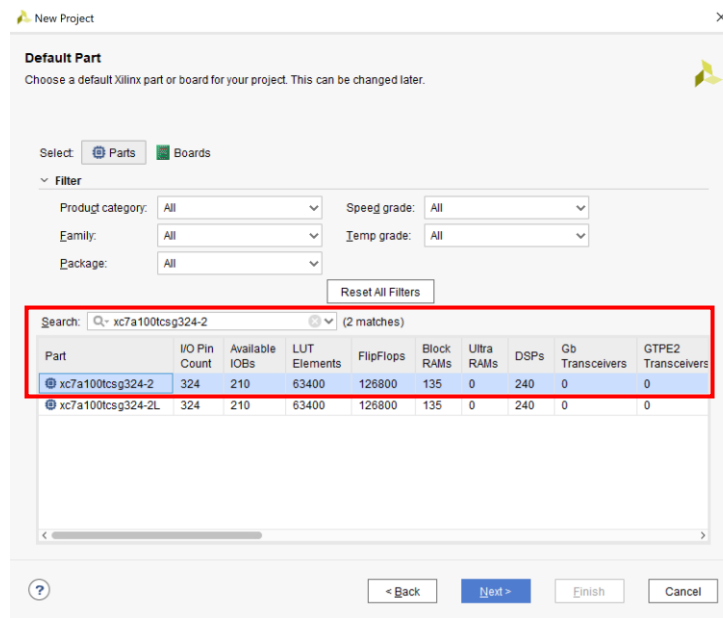 New Project
Default Part
Choose a default Xilinx part or board for your project. This can be changed later.
Select: Parts Boards
Filter
Product category: All Speed grade: All
Family: All Temp grade: All
Package: All
Reset All Filters
Search: xc7a100tcsg324-2 (2 matches)
Part I/O Pin Count Available IOBs LUT Elements FlipFlops Block RAMs Ultra RAMs DSPs Gb Transceivers GTPE2 Transceivers
xc7a100tcsg324-2 324 210 63400 126800 135 0 240 0 0
xc7a100tcsg324-2L 324 210 63400 126800 135 0 240 0 0
? < Back Next > Finish Cancel